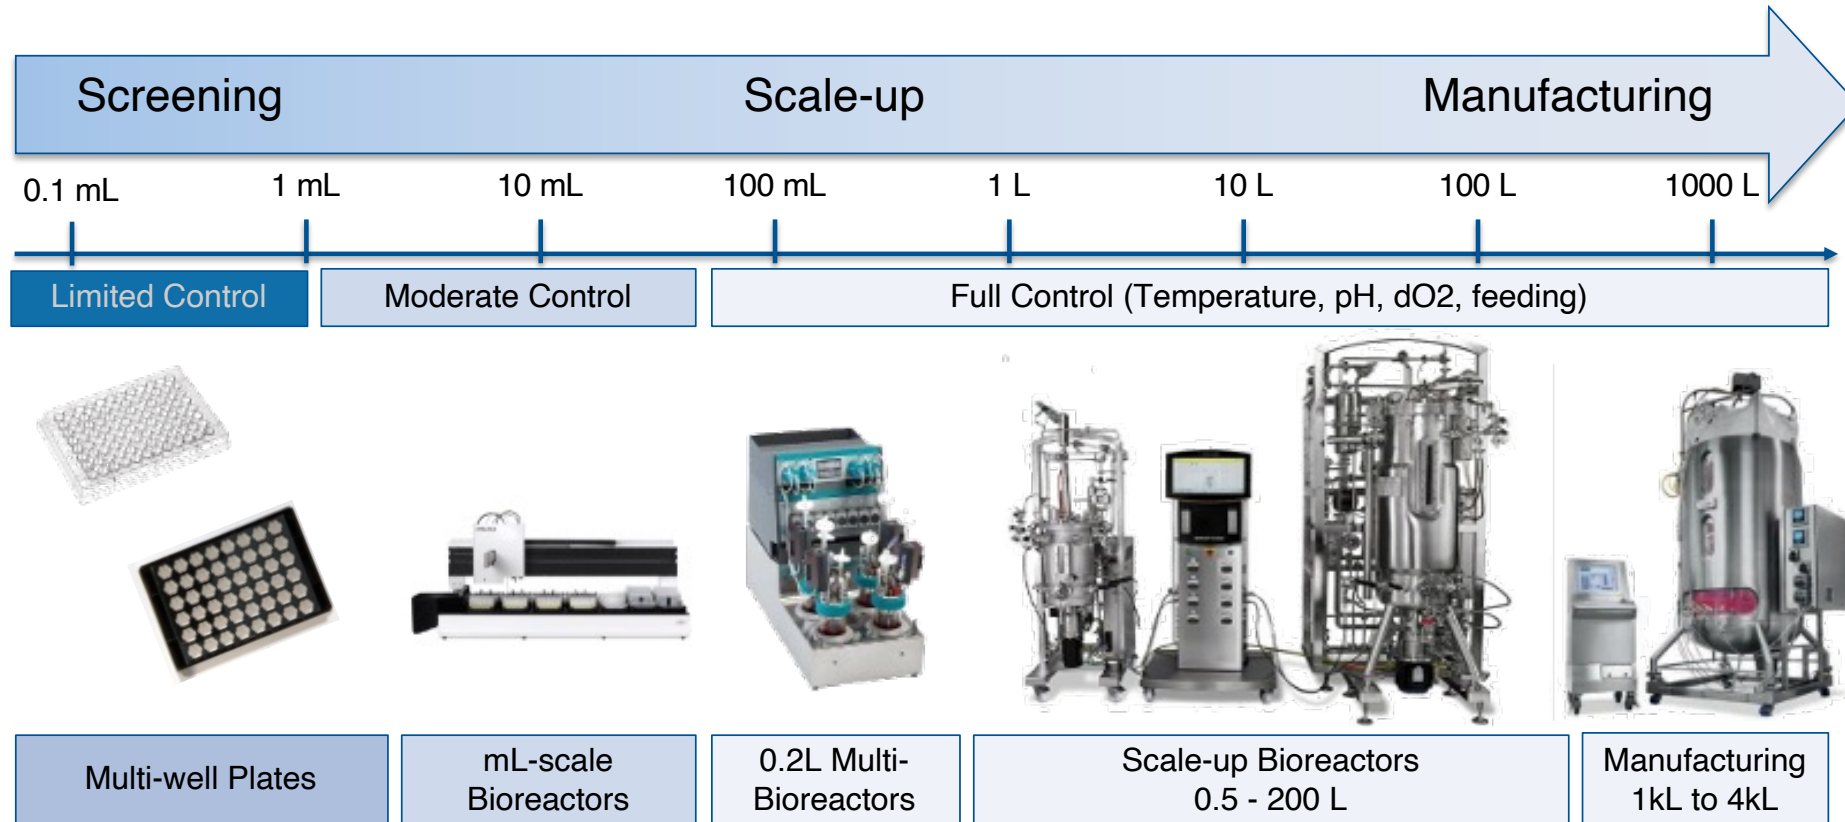 Screening
Scale-up
Manufacturing
0.1 mL
1 mL
10 mL
100 mL
1 L
10 L
100 L
1000 L
Limited Control
Moderate Control
Full Control (Temperature, pH, dO2, feeding)
Multi-well Plates
mL-scale
Bioreactors
0.2L Multi-
Bioreactors
Scale-up Bioreactors
0.5 - 200 L
Manufacturing
1kL to 4kL